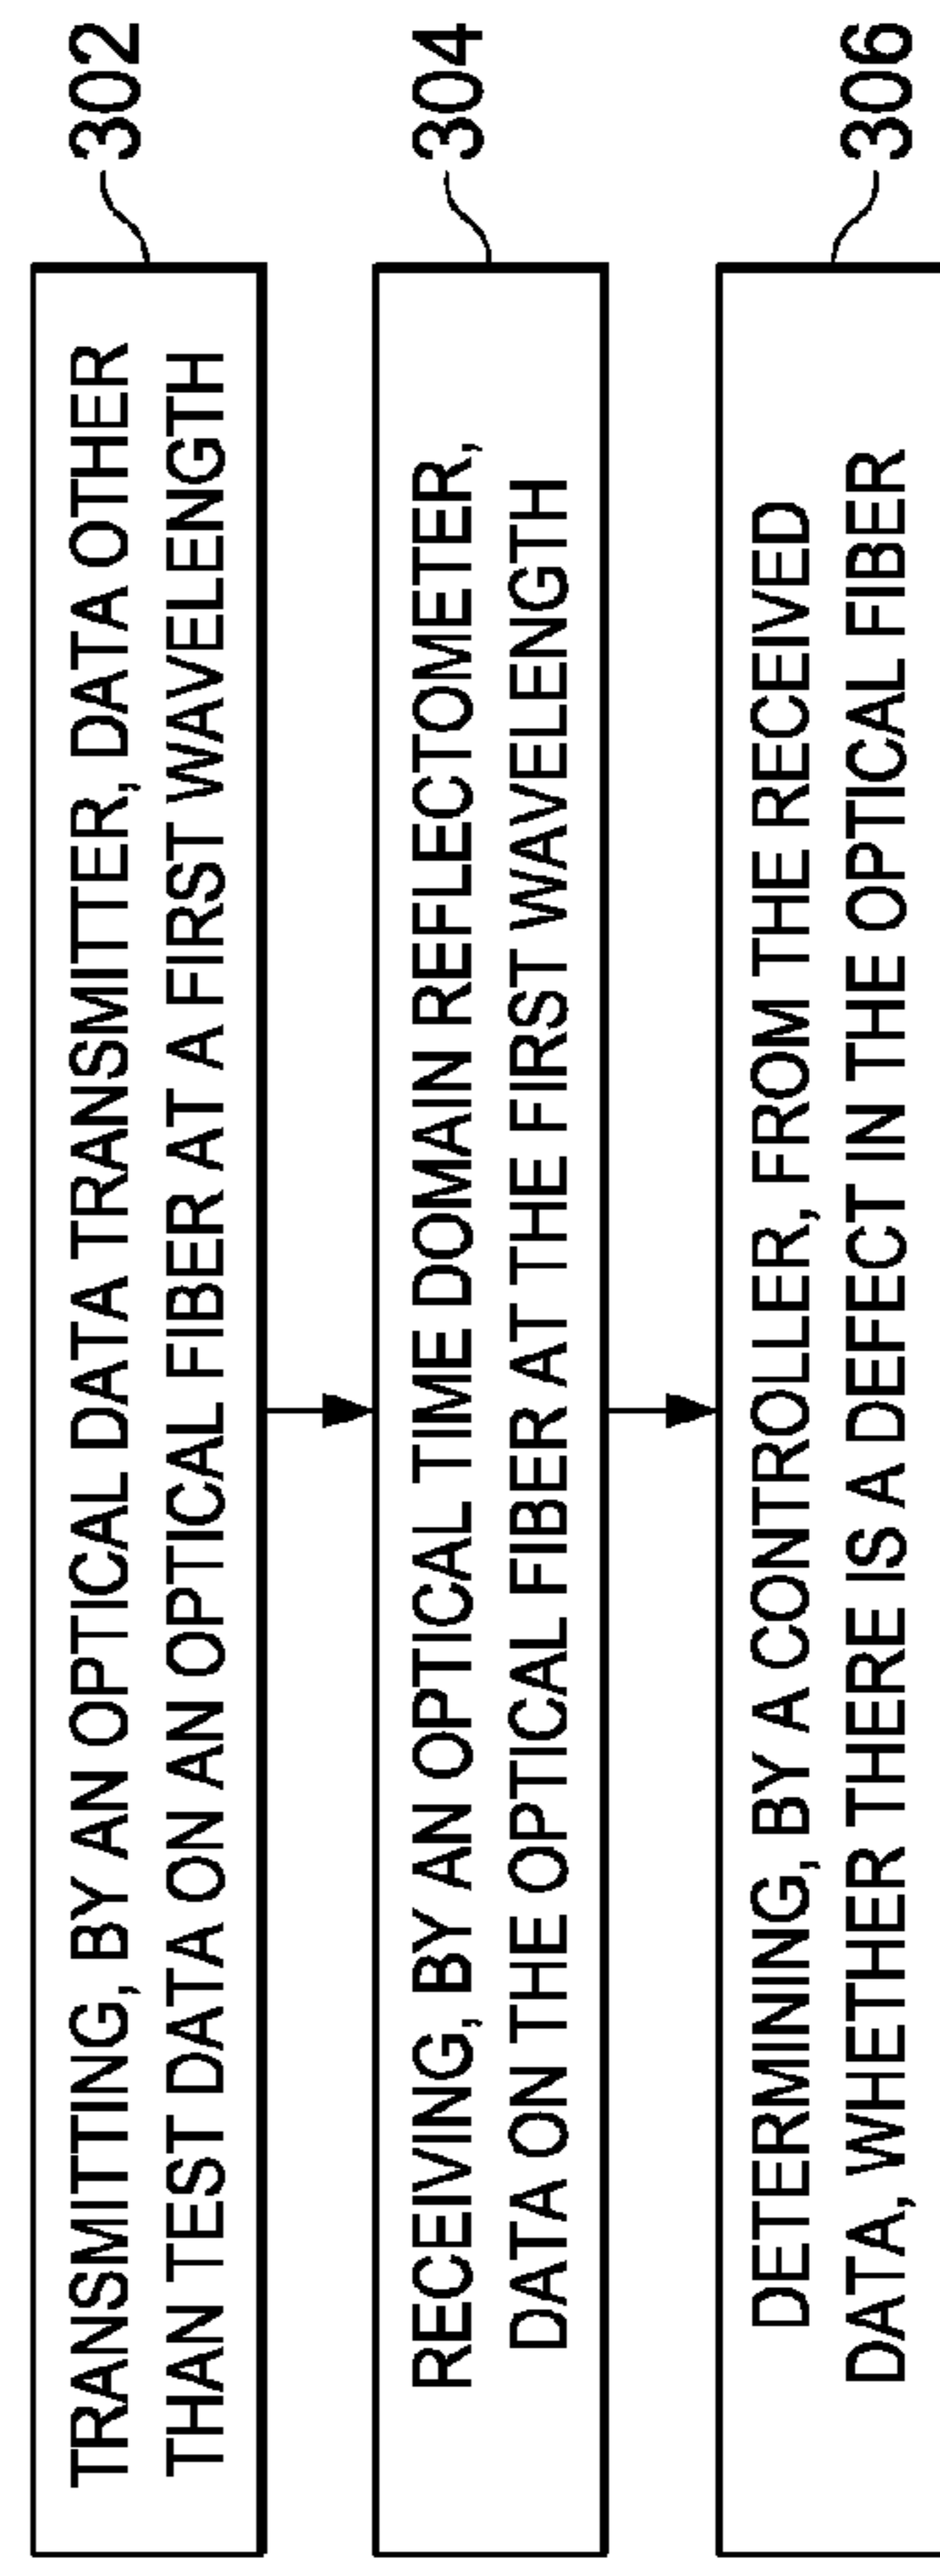 TRANSMITTING, BY AN OPTICAL DATA TRANSMITTER, DATA OTHER
THAN TEST DATA ON AN OPTICAL FIBER AT A FIRST WAVELENGTH
302
RECEIVING, BY AN OPTICAL TIME DOMAIN REFLECTOMETER,
DATA ON THE OPTICAL FIBER AT THE FIRST WAVELENGTH
304
DETERMINING, BY A CONTROLLER, FROM THE RECEIVED
DATA, WHETHER THERE IS A DEFECT IN THE OPTICAL FIBER
306